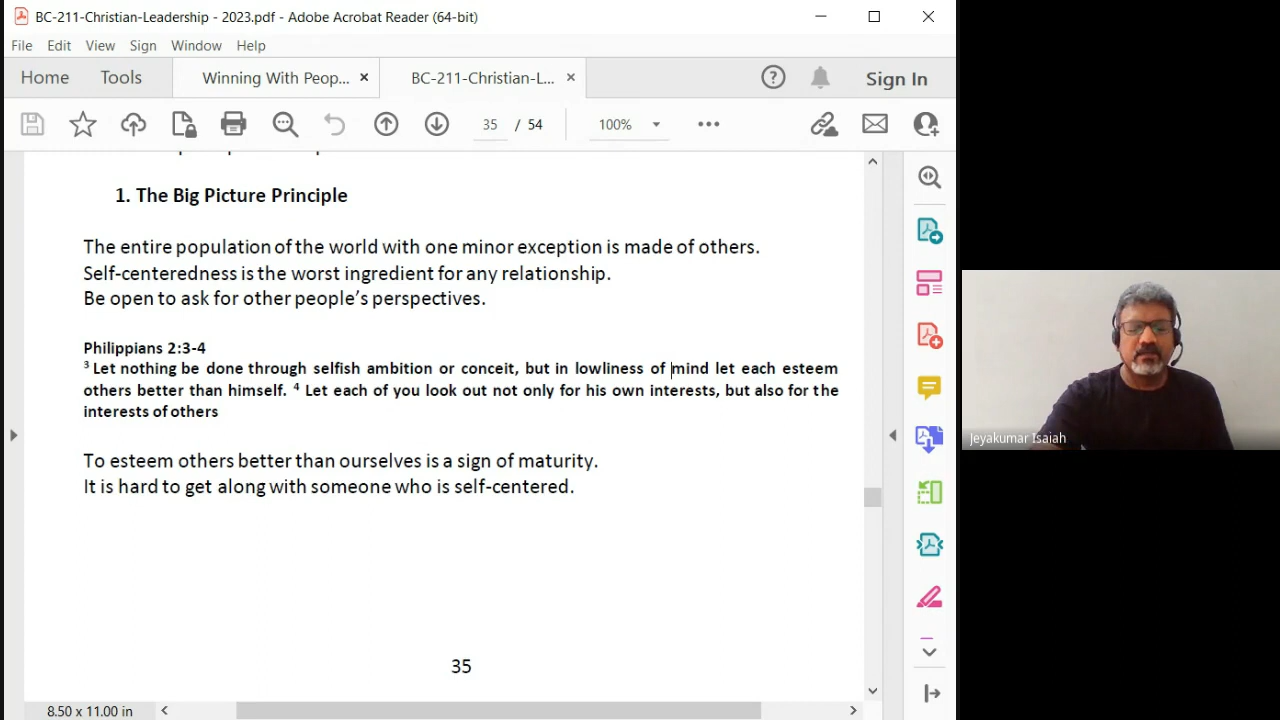 BC-211-Christian-Leadership - 2023.pdf - Adobe Acrobat Reader (64-bit)
File Edit View Sign Window Help
Home Tools Winning With Peop... × BC-211-Christian-L... × Sign In
35 / 54 100%
1. The Big Picture Principle
The entire population of the world with one minor exception is made of others.
Self-centeredness is the worst ingredient for any relationship.
Be open to ask for other people's perspectives.
Philippians 2:3-4
3 Let nothing be done through selfish ambition or conceit, but in lowliness of mind let each esteem
others better than himself. 4 Let each of you look out not only for his own interests, but also for the
interests of others
To esteem others better than ourselves is a sign of maturity.
It is hard to get along with someone who is self-centered.
35
8.50 x 11.00 in
Jeyakumar Isaiah